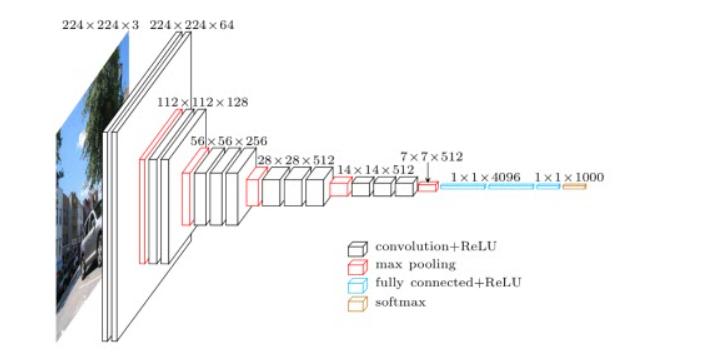 224×224×3
224×224×64
112×112×128
56×56×256
28×28×512
14×14×512
7×7×512
1×1×4096
1×1×1000
convolution+ReLU
max pooling
fully connected+ReLU
softmax